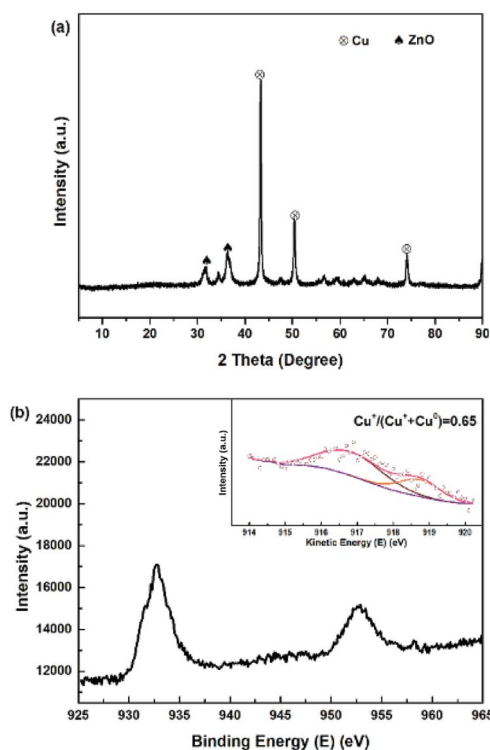 (a)
⊗ Cu ♠ ZnO
Intensity (a.u.)
10 20 30 40 50 60 70 80 90
2 Theta (Degree)
(b)
24000
22000
20000
18000
16000
14000
12000
Intensity (a.u.)
Cu⁺/(Cu⁺+Cu⁰)=0.65
Intensity (a.u.)
914 915 916 917 918 919 920
Kinetic Energy (E) (eV)
925 930 935 940 945 950 955 960 965
Binding Energy (E) (eV)